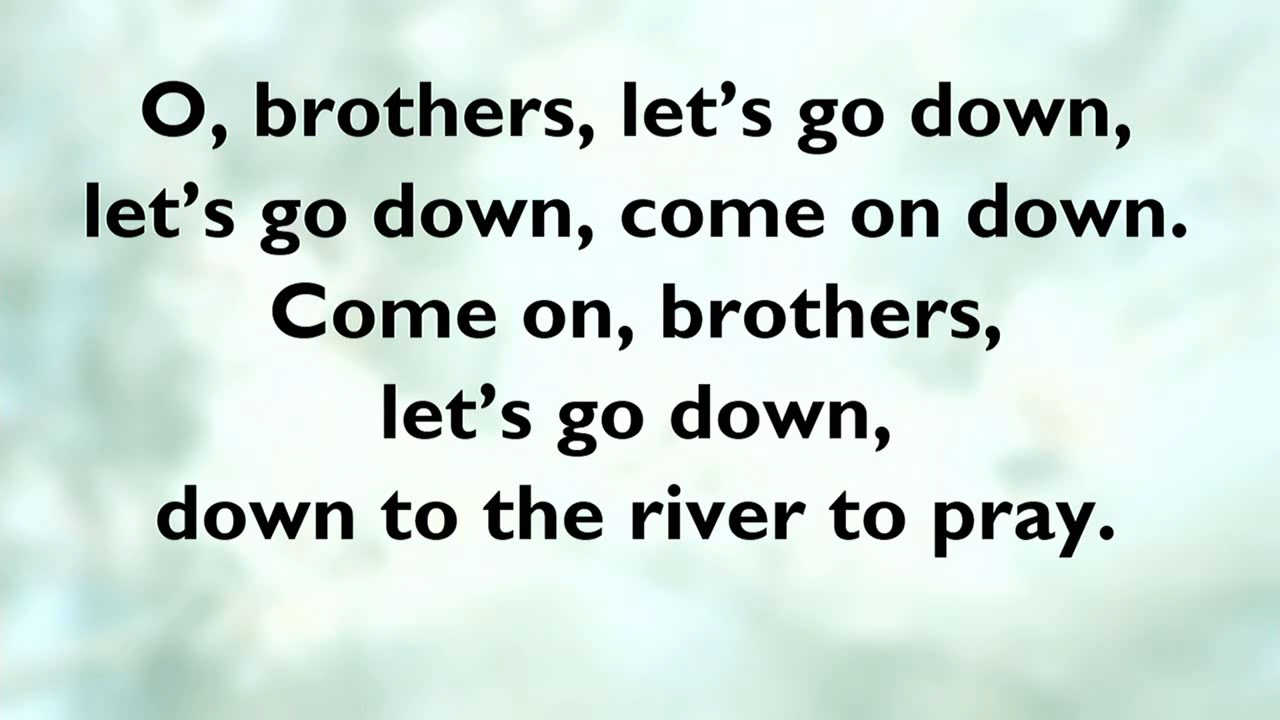 O, brothers, let’s go down,
let’s go down, come on down.
Come on, brothers,
let’s go down,
down to the river to pray.